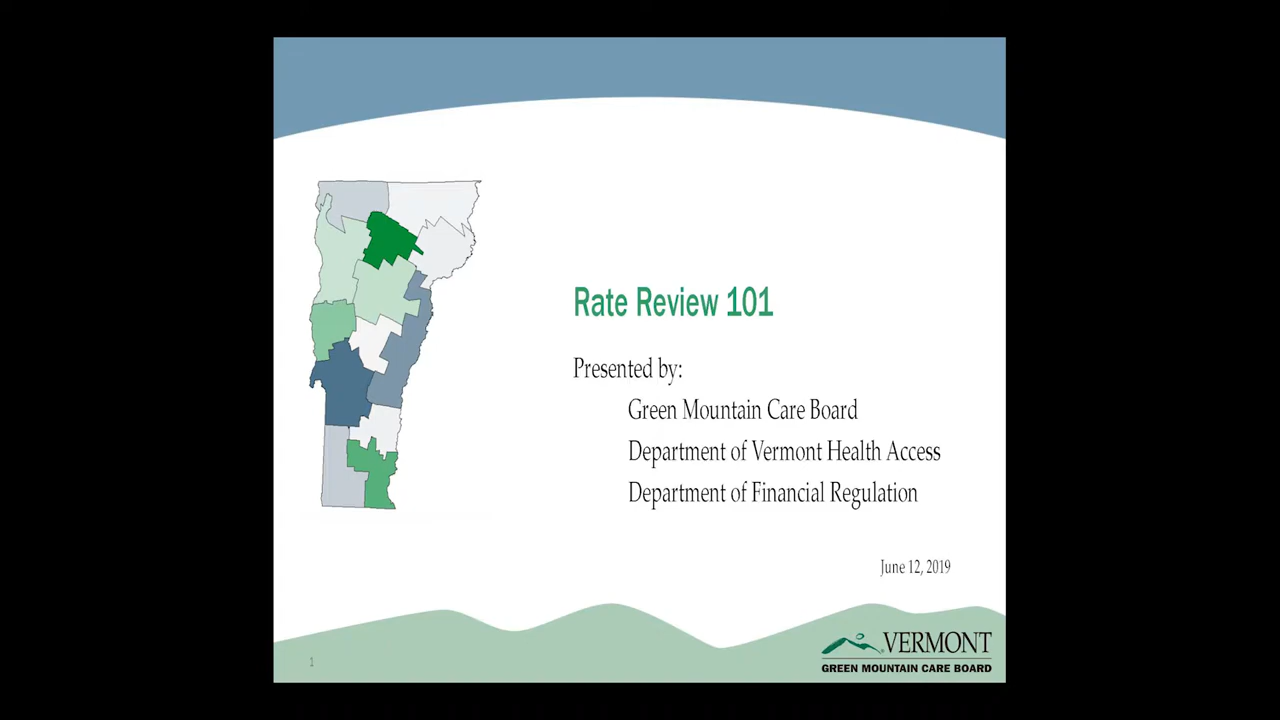 Rate Review 101
Presented by:
Green Mountain Care Board
Department of Vermont Health Access
Department of Financial Regulation
June 12, 2019
1
VERMONT
GREEN MOUNTAIN CARE BOARD